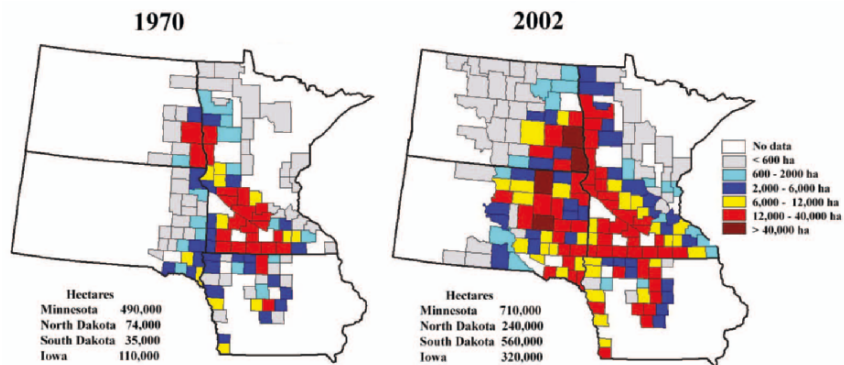 1970
2002
No data
< 600 ha
600 - 2000 ha
2,000 - 6,000 ha
6,000 - 12,000 ha
12,000 - 40,000 ha
> 40,000 ha
Hectares
Minnesota 490,000
North Dakota 74,000
South Dakota 35,000
Iowa 110,000
Hectares
Minnesota 710,000
North Dakota 240,000
South Dakota 560,000
Iowa 320,000